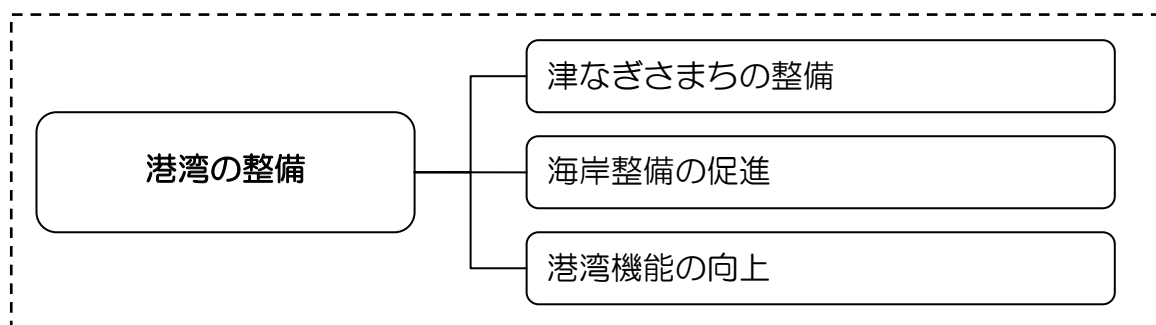 港湾の整備
津なぎさまちの整備
海岸整備の促進
港湾機能の向上